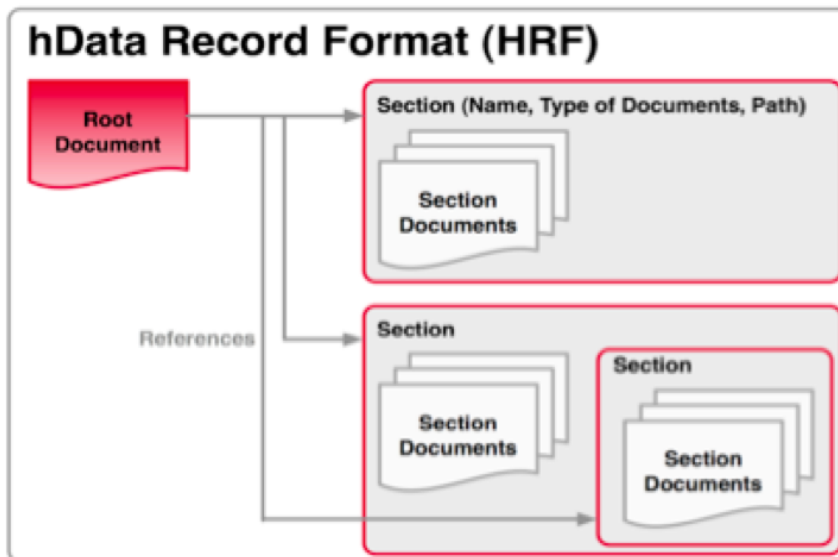 hData Record Format (HRF)
Root
Document
Section (Name, Type of Documents, Path)
Section
Documents
References
Section
Section
Documents
Section
Section
Documents